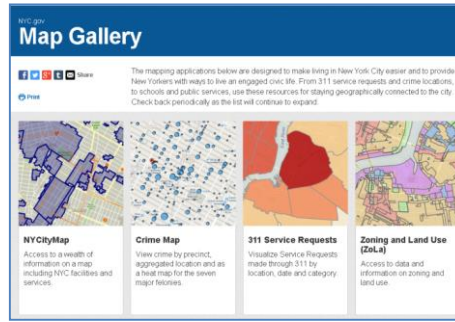 NYC.gov
Map Gallery
Share
Print
The mapping applications below are designed to make living in New York City easier and to provide
New Yorkers with ways to live an engaged civic life. From 311 service requests and crime locations,
to schools and public services, use these resources for staying geographically connected to the city.
Check back periodically as the list will continue to expand.
NYCityMap
Access to a wealth of
information on a map
including NYC facilities and
services.
Crime Map
View crime by precinct,
aggregated location and as
a heat map for the seven
major felonies.
311 Service Requests
Visualize Service Requests
made through 311 by
location, date and category.
Zoning and Land Use
(ZoLa)
Access to data and
information on zoning and
land use.